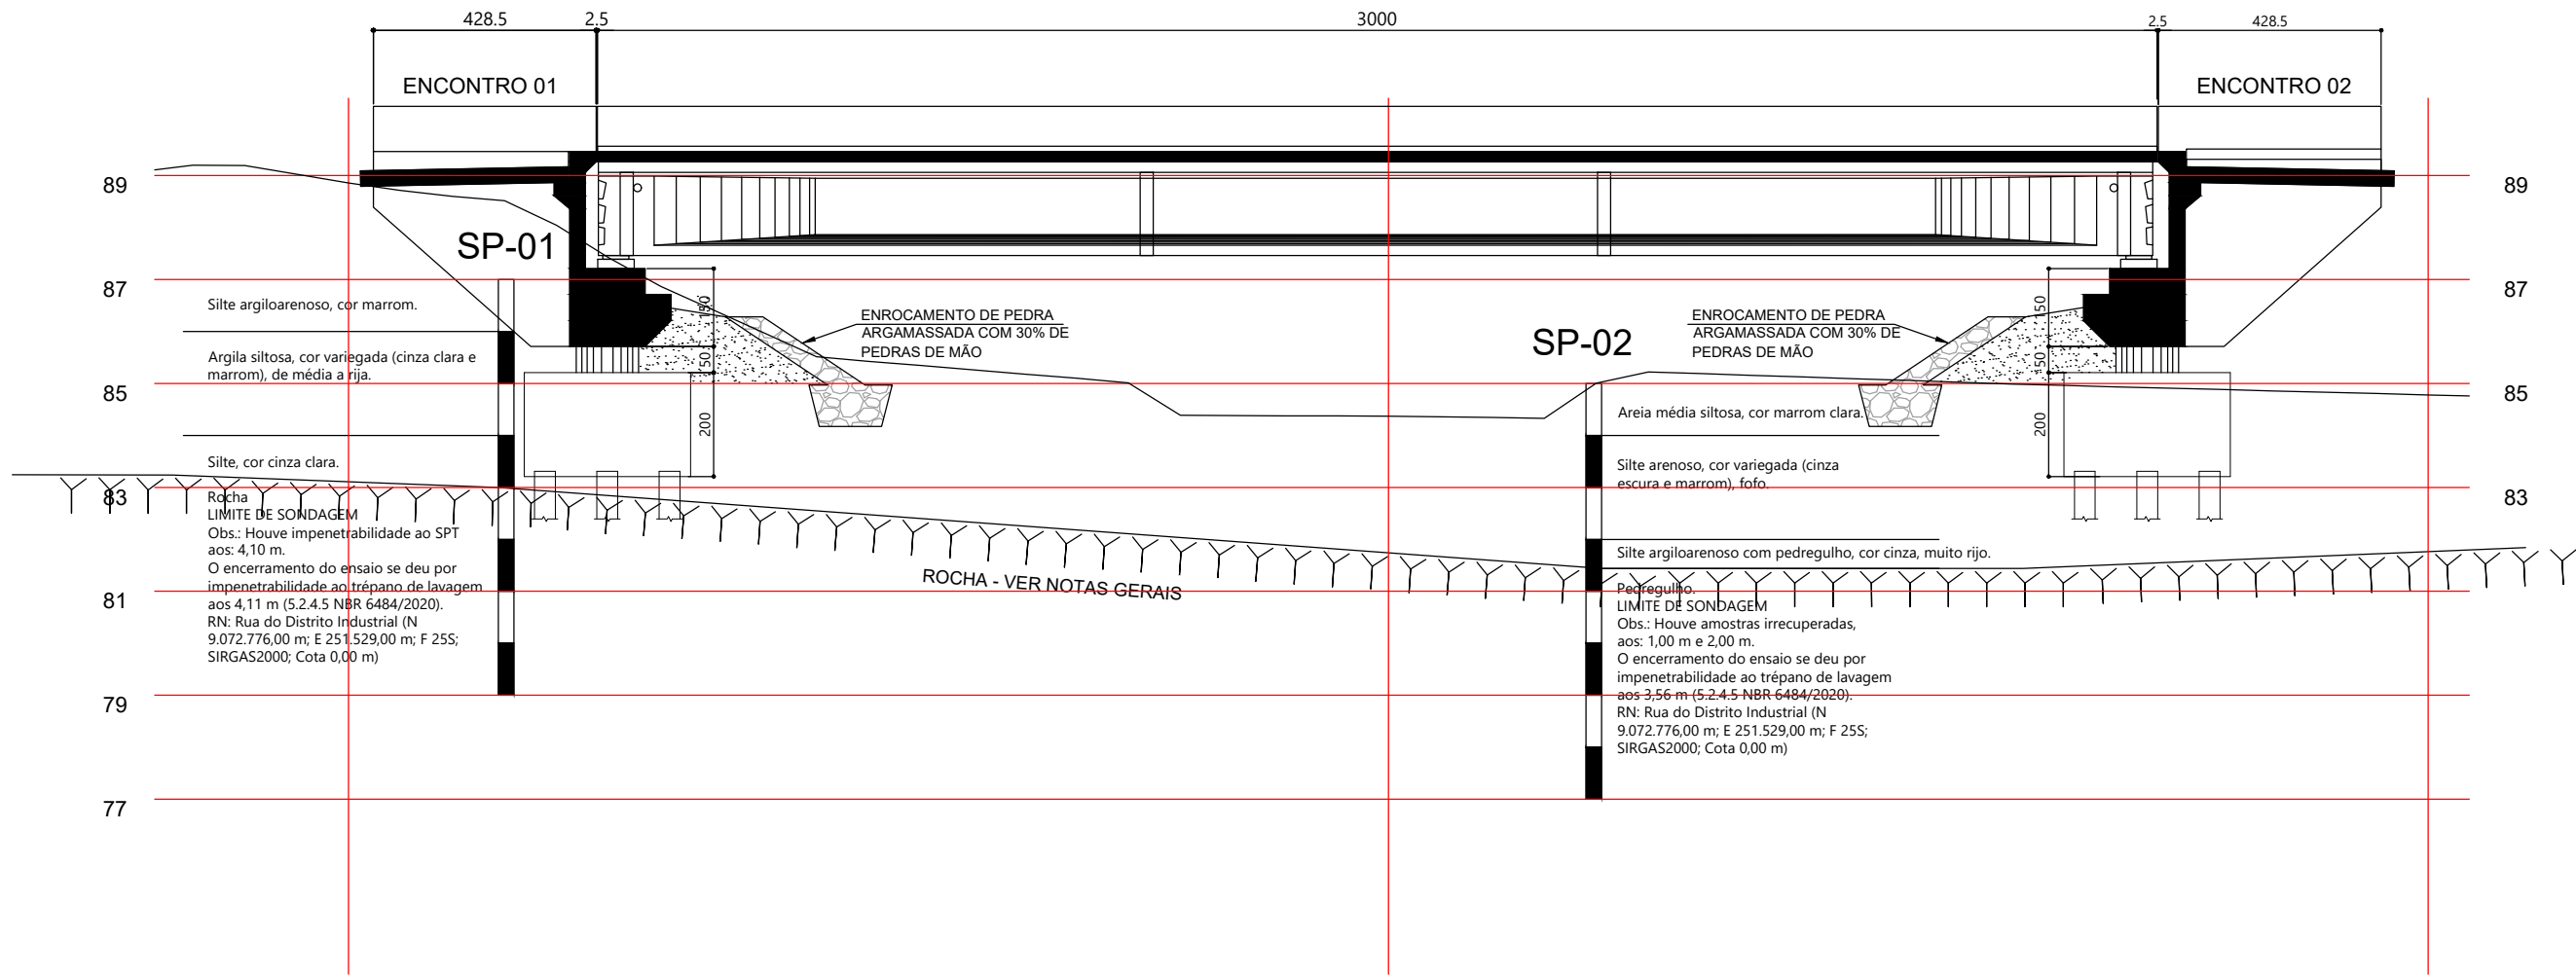 428.5 2.5 3000 2.5 428.5
ENCONTRO 01
ENCONTRO 02
89 89
SP-01
87 87
Silte argiloarenoso, cor marrom.
Argila siltosa, cor variegada (cinza clara e
marrom), de média a rija.
85 85
Silte, cor cinza clara.
83 83
Rocha
LIMITE DE SONDAGEM
Obs.: Houve impenetrabilidade ao SPT
aos: 4,10 m.
O encerramento do ensaio se deu por
impenetrabilidade ao trépano de lavagem
aos 4,11 m (5.2.4.5 NBR 6484/2020).
RN: Rua do Distrito Industrial (N
9.072.776,00 m; E 251.529,00 m; F 25S;
SIRGAS2000; Cota 0,00 m)
81
79
77
150
50
200
ENROCAMENTO DE PEDRA
ARGAMASSADA COM 30% DE
PEDRAS DE MÃO
ROCHA - VER NOTAS GERAIS
SP-02
ENROCAMENTO DE PEDRA
ARGAMASSADA COM 30% DE
PEDRAS DE MÃO
150
50
200
Areia média siltosa, cor marrom clara.
Silte arenoso, cor variegada (cinza
escura e marrom), fofo.
Silte argiloarenoso com pedregulho, cor cinza, muito rijo.
Pedregulho.
LIMITE DE SONDAGEM
Obs.: Houve amostras irrecuperadas,
aos: 1,00 m e 2,00 m.
O encerramento do ensaio se deu por
impenetrabilidade ao trépano de lavagem
aos 3,56 m (5.2.4.5 NBR 6484/2020).
RN: Rua do Distrito Industrial (N
9.072.776,00 m; E 251.529,00 m; F 25S;
SIRGAS2000; Cota 0,00 m)